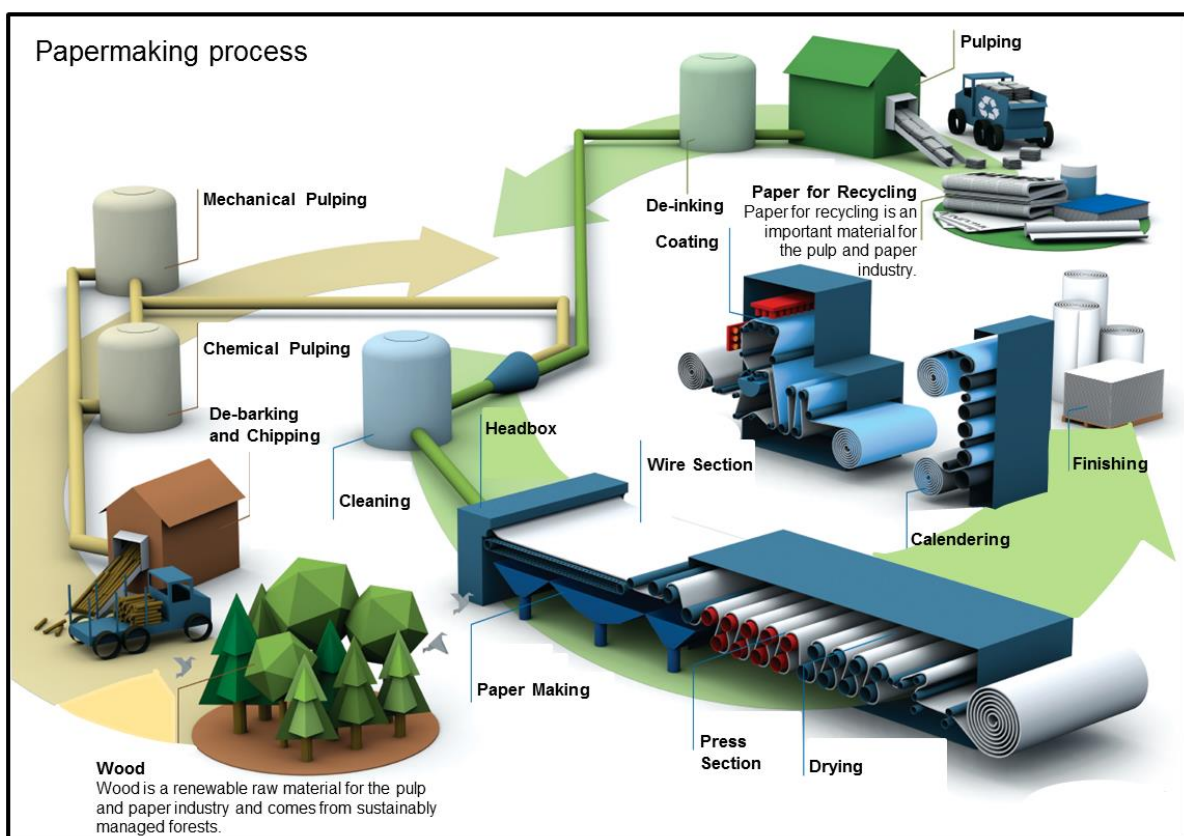 Papermaking process
Pulping
Mechanical Pulping
De-inking
Paper for Recycling
Paper for recycling is an
important material for
the pulp and paper
industry.
Coating
Chemical Pulping
De-barking
and Chipping
Headbox
Wire Section
Cleaning
Finishing
Calendering
Paper Making
Press
Section
Drying
Wood
Wood is a renewable raw material for the pulp
and paper industry and comes from sustainably
managed forests.